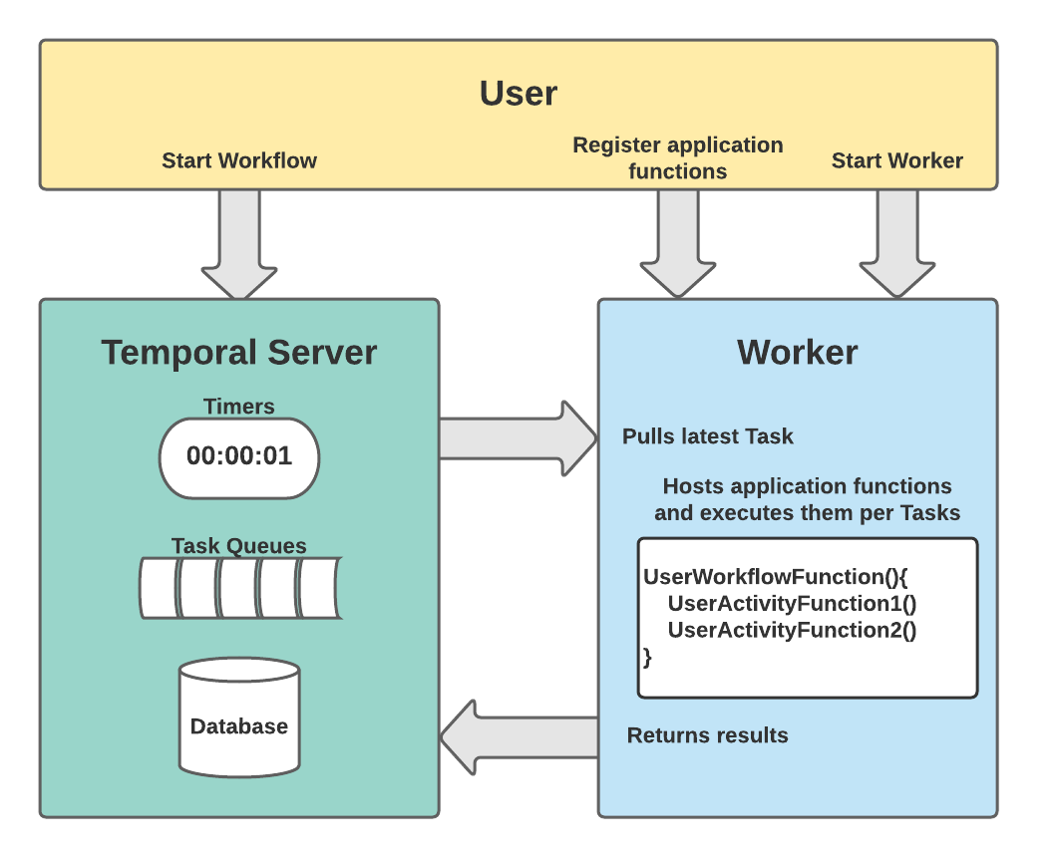 User
Start Workflow
Register application
functions
Start Worker
Temporal Server
Timers
00:00:01
Task Queues
Database
Worker
Pulls latest Task
Hosts application functions
and executes them per Tasks
UserWorkflowFunction(){
    UserActivityFunction1()
    UserActivityFunction2()
}
Returns results